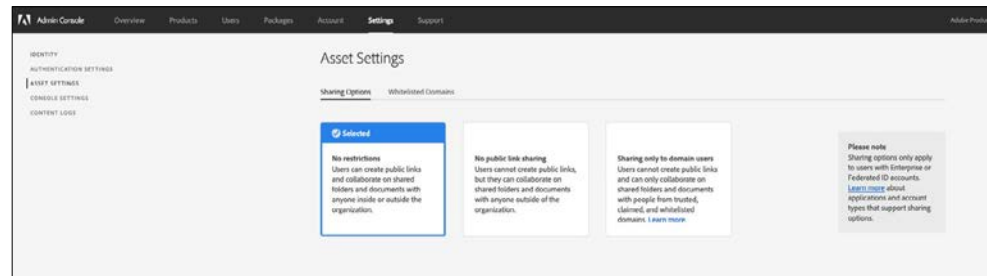 Admin Console Overview Products Users Packages Account Settings Support Adobe Produ
IDENTITY
AUTHENTICATION SETTINGS
ASSET SETTINGS
CONSOLE SETTINGS
CONTENT LOGS
Asset Settings
Sharing Options Whitelisted Domains
Selected
No restrictions
Users can create public links
and collaborate on shared
folders and documents with
anyone inside or outside the
organization.
No public link sharing
Users cannot create public links,
but they can collaborate on
shared folders and documents
with anyone outside of the
organization.
Sharing only to domain users
Users cannot create public links
and can only collaborate on
shared folders and documents
with people from trusted,
claimed, and whitelisted
domains. Learn more
Please note
Sharing options only apply
to users with Enterprise or
Federated ID accounts.
Learn more about
applications and account
types that support sharing
options.